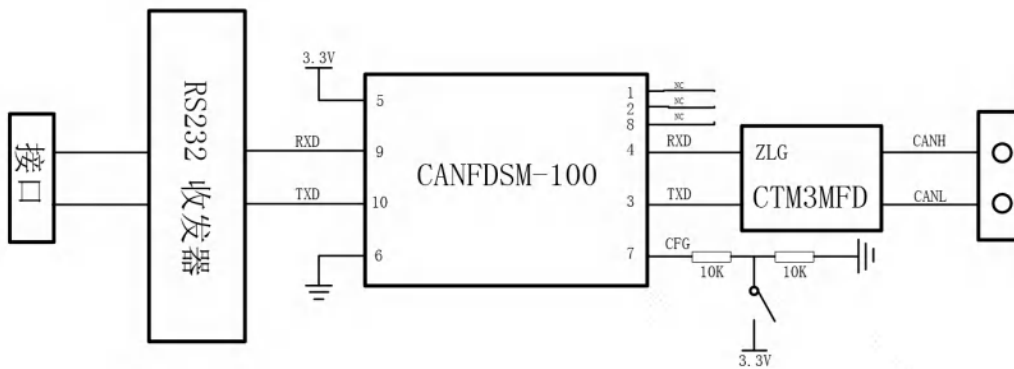 接口
RS232 收发器
3.3V
RXD
TXD
5
9
10
6
CANFDSM-100
1
2
8
4
3
7
NC
NC
NC
RXD
TXD
CFG
10K
10K
3.3V
ZLG
CTM3MFD
CANH
CANL